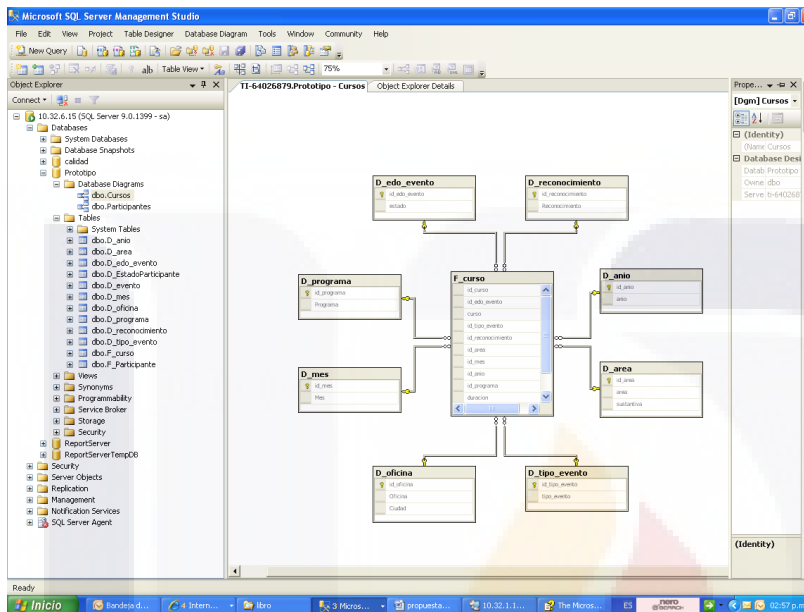 Microsoft SQL Server Management Studio
File Edit View Project Table Designer Database Diagram Tools Window Community Help
New Query
Table View 75%
Object Explorer
TI-64026879.Prototipo - Cursos Object Explorer Details
Prope...
Connect
[Dgm] Cursos
10.32.6.15 (SQL Server 9.0.1399 - sa)
Databases
System Databases
Database Snapshots
calidad
Prototipo
Database Diagrams
dbo.Cursos
dbo.Participantes
Tables
System Tables
dbo.D_anio
dbo.D_area
dbo.D_edo_evento
dbo.D_EstadoParticipante
dbo.D_evento
dbo.D_mes
dbo.D_oficina
dbo.D_programa
dbo.D_reconocimiento
dbo.D_tipo_evento
dbo.F_curso
dbo.F_Participante
Views
Synonyms
Programmability
Service Broker
Storage
Security
ReportServer
ReportServerTempDB
Security
Server Objects
Replication
Management
Notification Services
SQL Server Agent
D_edo_evento
id_edo_evento
estado
D_reconocimiento
id_reconocimiento
Reconocimiento
D_programa
id_programa
Programa
F_curso
id_curso
id_edo_evento
curso
id_tipo_evento
id_reconocimiento
id_area
id_mes
id_anio
id_programa
duracion
D_anio
id_anio
anio
D_mes
id_mes
Mes
D_area
id_area
area
sustantiva
D_oficina
id_oficina
Oficina
Ciudad
D_tipo_evento
id_tipo_evento
tipo_evento
(Identity)
(Name Cursos
Database Desi
Datab Prototipo
Owne dbo
Serve ti-640268
(Identity)
Ready
Inicio Bandeja d... 4 Intern... libro 3 Micros... propuesta... 10.32.1.1... The Micros... ES nero SEARCH 02:57 p.m